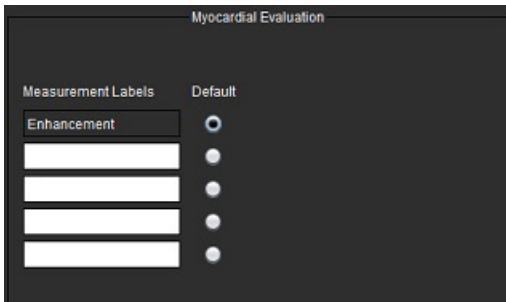 Myocardial Evaluation
Measurement Labels Default
Enhancement